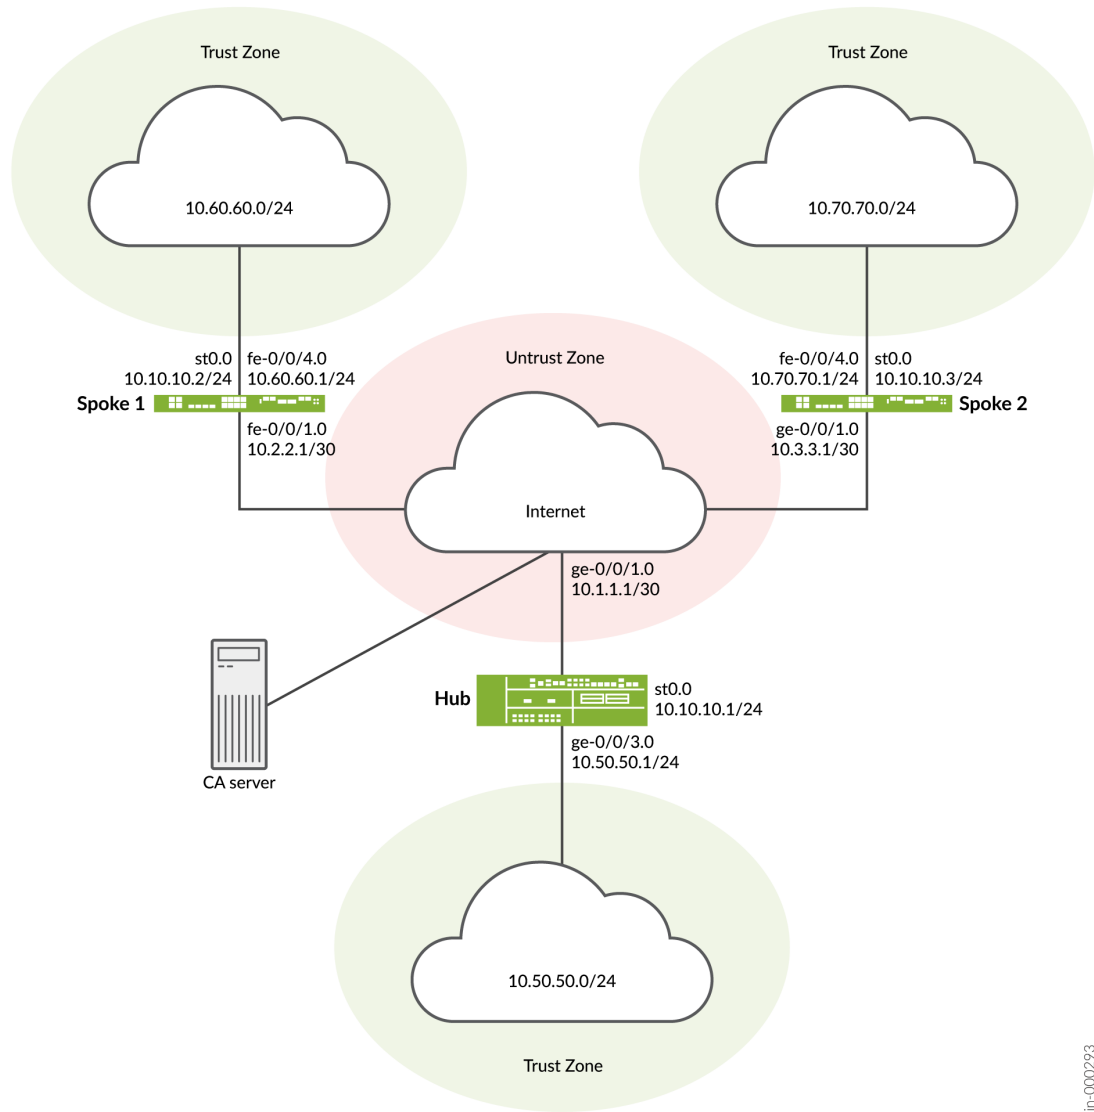 Trust Zone
Trust Zone
10.60.60.0/24
10.70.70.0/24
st0.0
10.10.10.2/24
fe-0/0/4.0
10.60.60.1/24
Spoke 1
fe-0/0/1.0
10.2.2.1/30
Untrust Zone
fe-0/0/4.0
10.70.70.1/24
st0.0
10.10.10.3/24
Spoke 2
ge-0/0/1.0
10.3.3.1/30
Internet
ge-0/0/1.0
10.1.1.1/30
Hub
st0.0
10.10.10.1/24
ge-0/0/3.0
10.50.50.1/24
CA server
10.50.50.0/24
Trust Zone
jn-000293